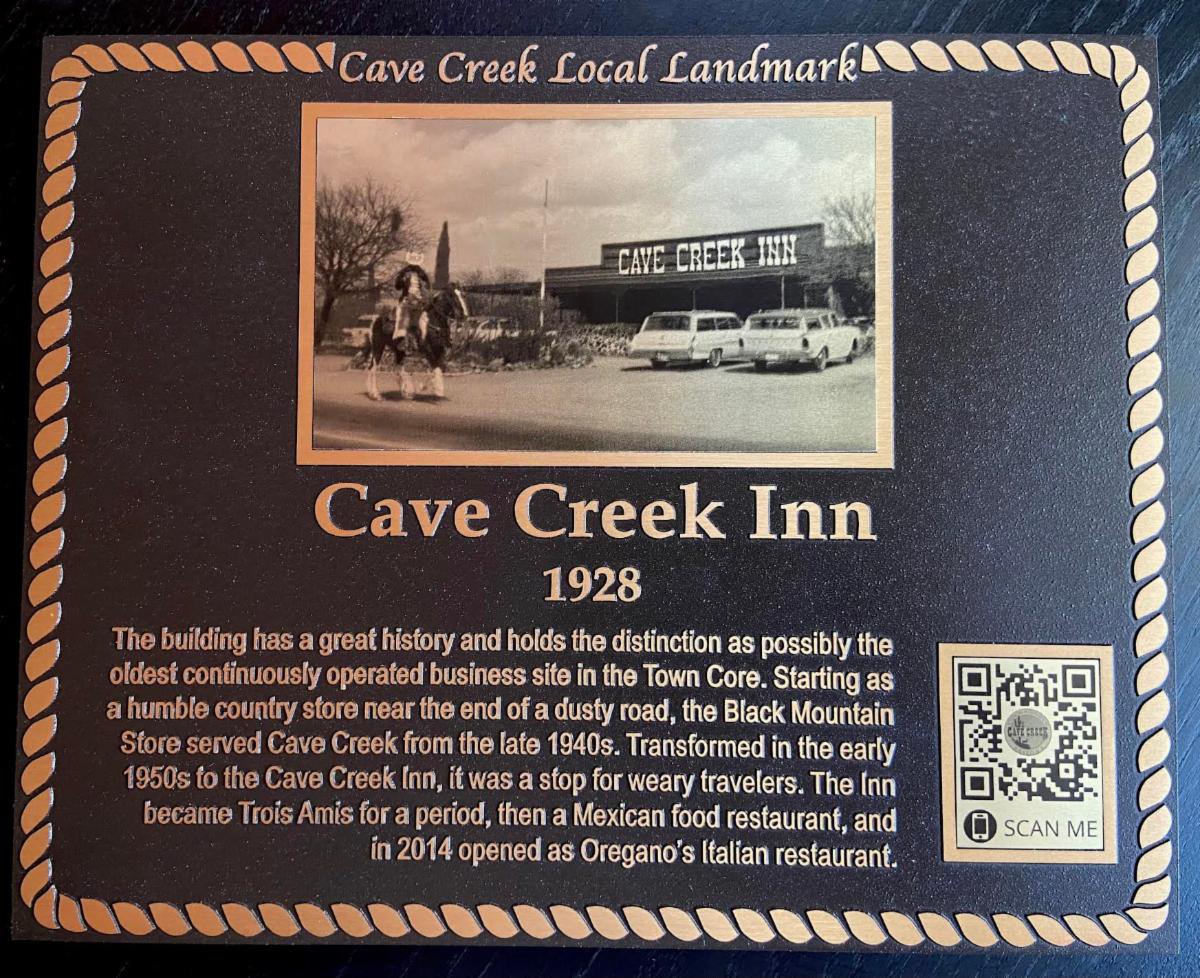 Cave Creek Local Landmark
CAVE CREEK INN
Cave Creek Inn
1928
The building has a great history and holds the distinction as possibly the
oldest continuously operated business site in the Town Core. Starting as
a humble country store near the end of a dusty road, the Black Mountain
Store served Cave Creek from the late 1940s. Transformed in the early
1950s to the Cave Creek Inn, it was a stop for weary travelers. The Inn
became Trois Amis for a period, then a Mexican food restaurant, and
in 2014 opened as Oregano's Italian restaurant.
CAVE CREEK
SCAN ME